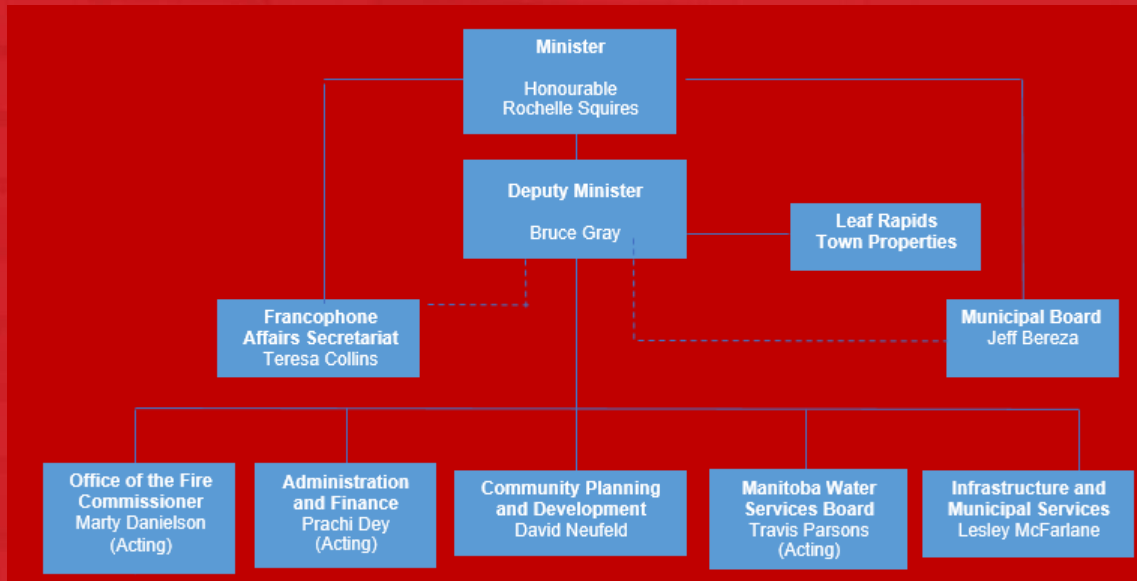 Minister
Honourable
Rochelle Squires
Deputy Minister
Bruce Gray
Leaf Rapids
Town Properties
Francophone
Affairs Secretariat
Teresa Collins
Municipal Board
Jeff Bereza
Office of the Fire
Commissioner
Marty Danielson
(Acting)
Administration
and Finance
Prachi Dey
(Acting)
Community Planning
and Development
David Neufeld
Manitoba Water
Services Board
Travis Parsons
(Acting)
Infrastructure and
Municipal Services
Lesley McFarlane